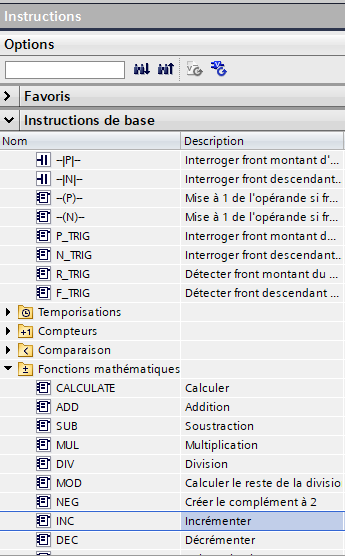 Instructions
Options
Favoris
Instructions de base
Nom Description
–|P|– Interroger front montant d'...
–|N|– Interroger front descendant...
–(P)– Mise à 1 de l'opérande si fr...
–(N)– Mise à 1 de l'opérande si fr...
P_TRIG Interroger front montant d...
N_TRIG Interroger front descendan...
R_TRIG Détecter front montant du ...
F_TRIG Détecter front descendant ...
Temporisations
Compteurs
Comparaison
Fonctions mathématiques
CALCULATE Calculer
ADD Addition
SUB Soustraction
MUL Multiplication
DIV Division
MOD Calculer le reste de la divisio
NEG Créer le complément à 2
INC Incrémenter
DEC Décrémenter